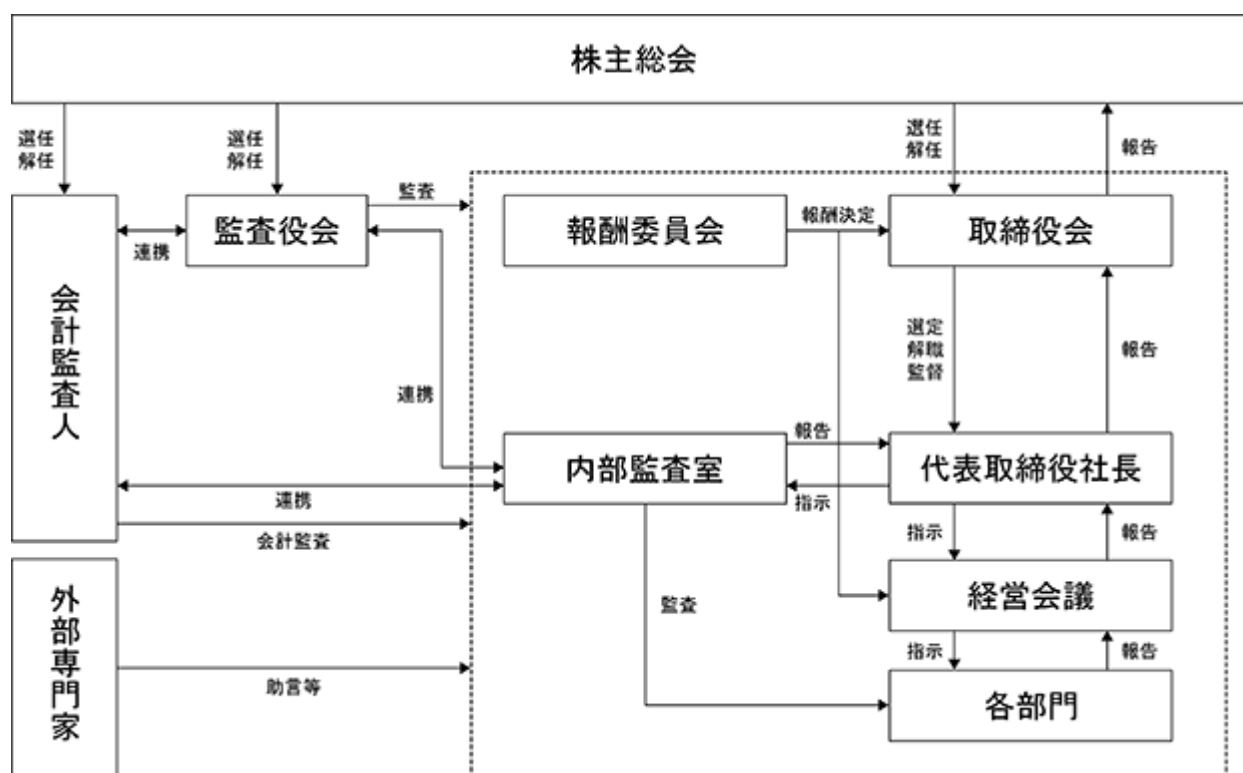 株主総会
選任
解任
選任
解任
選任
解任
報告
監査
監査役会
報酬委員会
報酬決定
取締役会
連携
会計監査人
選定
解職
監督
報告
連携
内部監査室
報告
代表取締役社長
連携
指示
会計監査
指示
報告
外部専門家
監査
経営会議
指示
報告
助言等
各部門